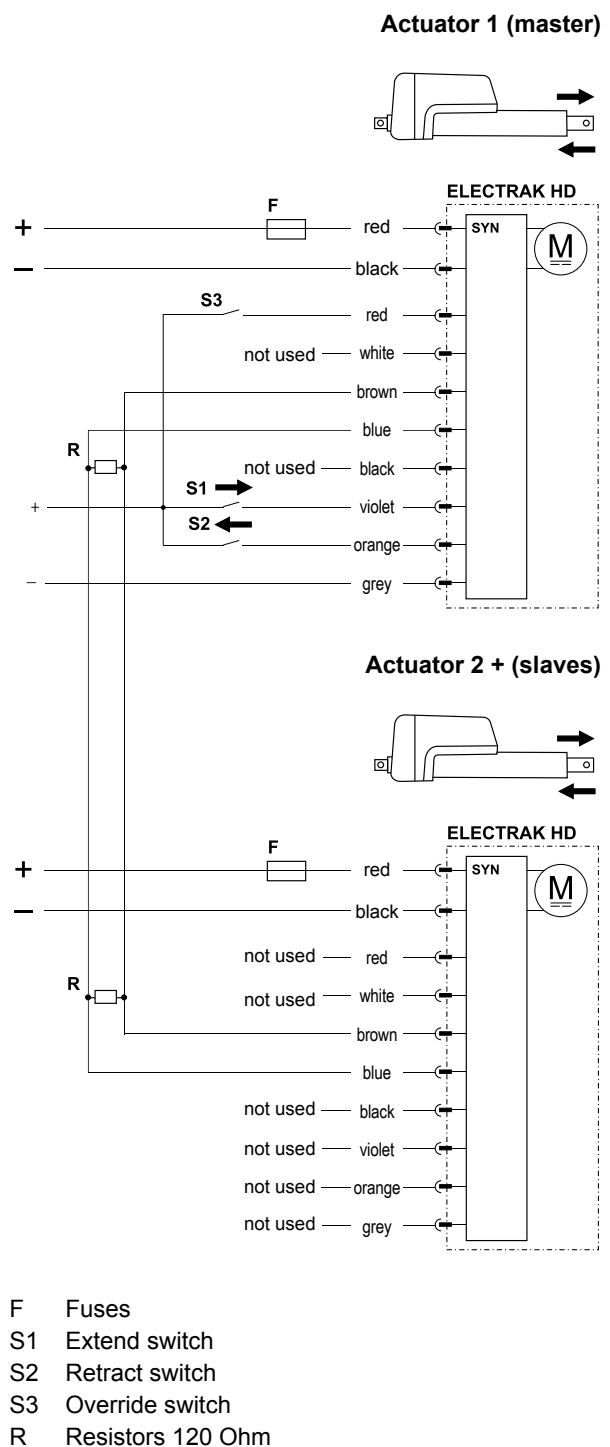 Actuator 1 (master)
ELECTRAK HD
F
+ red SYN M
– black
S3
red
not used white
brown
blue
R
not used black
S1
+ violet
S2
orange
– grey
Actuator 2 + (slaves)
ELECTRAK HD
F
+ red SYN M
– black
not used red
not used white
R
brown
blue
not used black
not used violet
not used orange
not used grey
F Fuses
S1 Extend switch
S2 Retract switch
S3 Override switch
R Resistors 120 Ohm